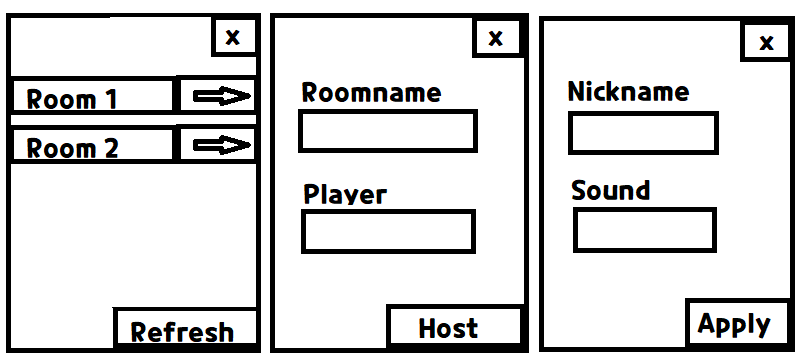 x
Room 1
Room 2
Refresh
x
Roomname
Player
Host
x
Nickname
Sound
Apply